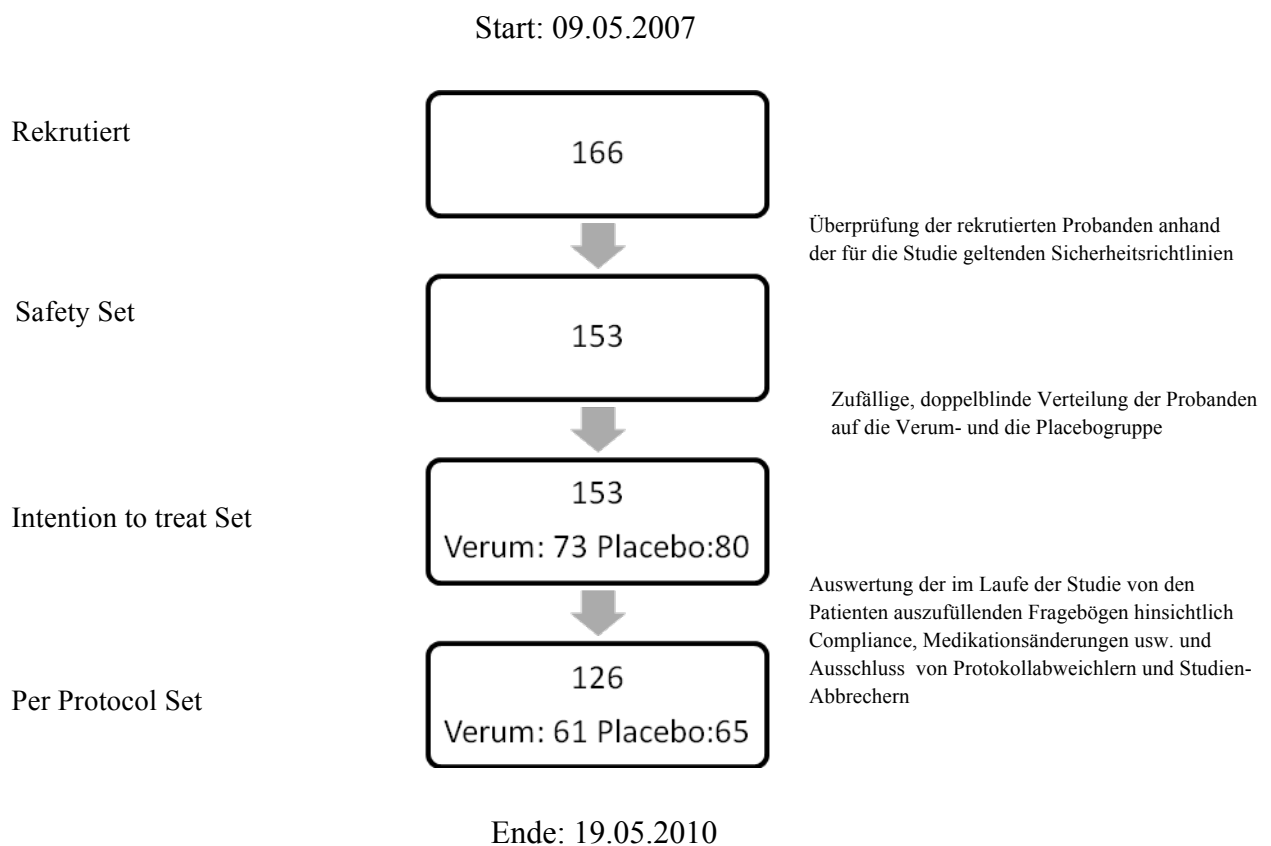 Start: 09.05.2007
Rekrutiert
166
Überprüfung der rekrutierten Probanden anhand
der für die Studie geltenden Sicherheitsrichtlinien
Safety Set
153
Zufällige, doppelblinde Verteilung der Probanden
auf die Verum- und die Placebogruppe
Intention to treat Set
153
Verum: 73 Placebo:80
Auswertung der im Laufe der Studie von den
Patienten auszufüllenden Fragebögen hinsichtlich
Compliance, Medikationsänderungen usw. und
Ausschluss von Protokollabweichlern und Studien-
Abbrechern
Per Protocol Set
126
Verum: 61 Placebo:65
Ende: 19.05.2010